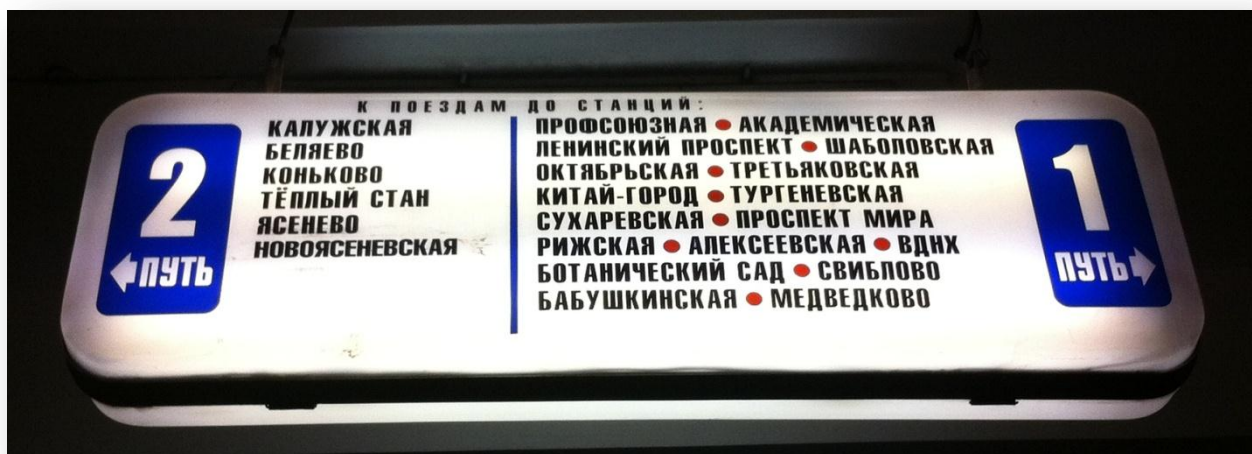 К ПОЕЗДАМ ДО СТАНЦИЙ:
2
ПУТЬ
КАЛУЖСКАЯ
БЕЛЯЕВО
КОНЬКОВО
ТЁПЛЫЙ СТАН
ЯСЕНЕВО
НОВОЯСЕНЕВСКАЯ
ПРОФСОЮЗНАЯ • АКАДЕМИЧЕСКАЯ
ЛЕНИНСКИЙ ПРОСПЕКТ • ШАБОЛОВСКАЯ
ОКТЯБРЬСКАЯ • ТРЕТЬЯКОВСКАЯ
КИТАЙ-ГОРОД • ТУРГЕНЕВСКАЯ
СУХАРЕВСКАЯ • ПРОСПЕКТ МИРА
РИЖСКАЯ • АЛЕКСЕЕВСКАЯ • ВДНХ
БОТАНИЧЕСКИЙ САД • СВИБЛОВО
БАБУШКИНСКАЯ • МЕДВЕДКОВО
1
ПУТЬ